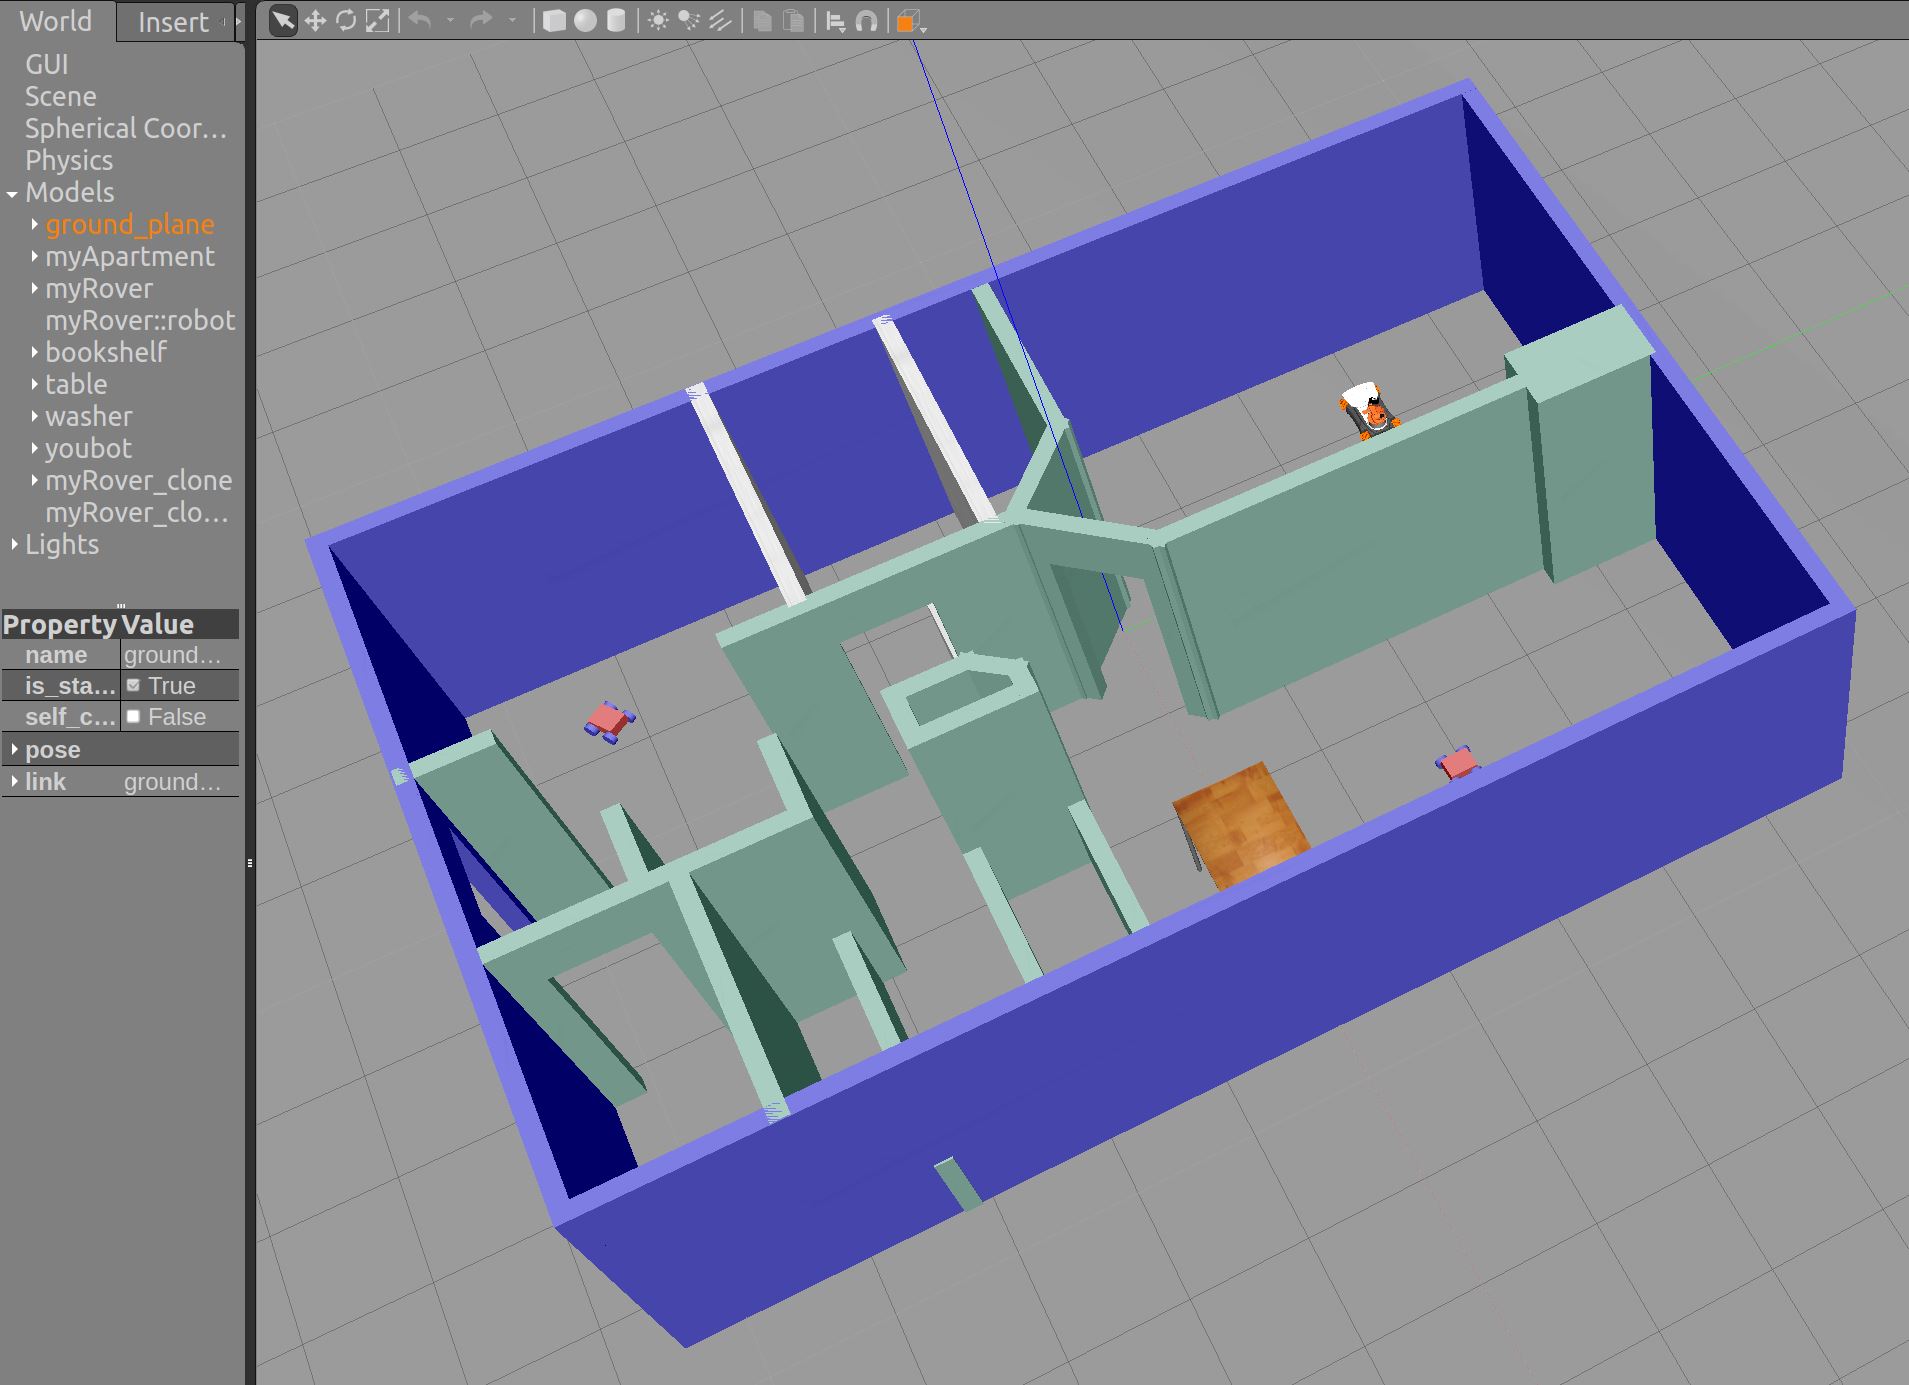 World Insert
GUI
Scene
Spherical Coor...
Physics
Models
ground_plane
myApartment
myRover
myRover::robot
bookshelf
table
washer
youbot
myRover_clone
myRover_clo...
Lights
Property Value
name ground...
is_sta... True
self_c... False
pose
link ground...